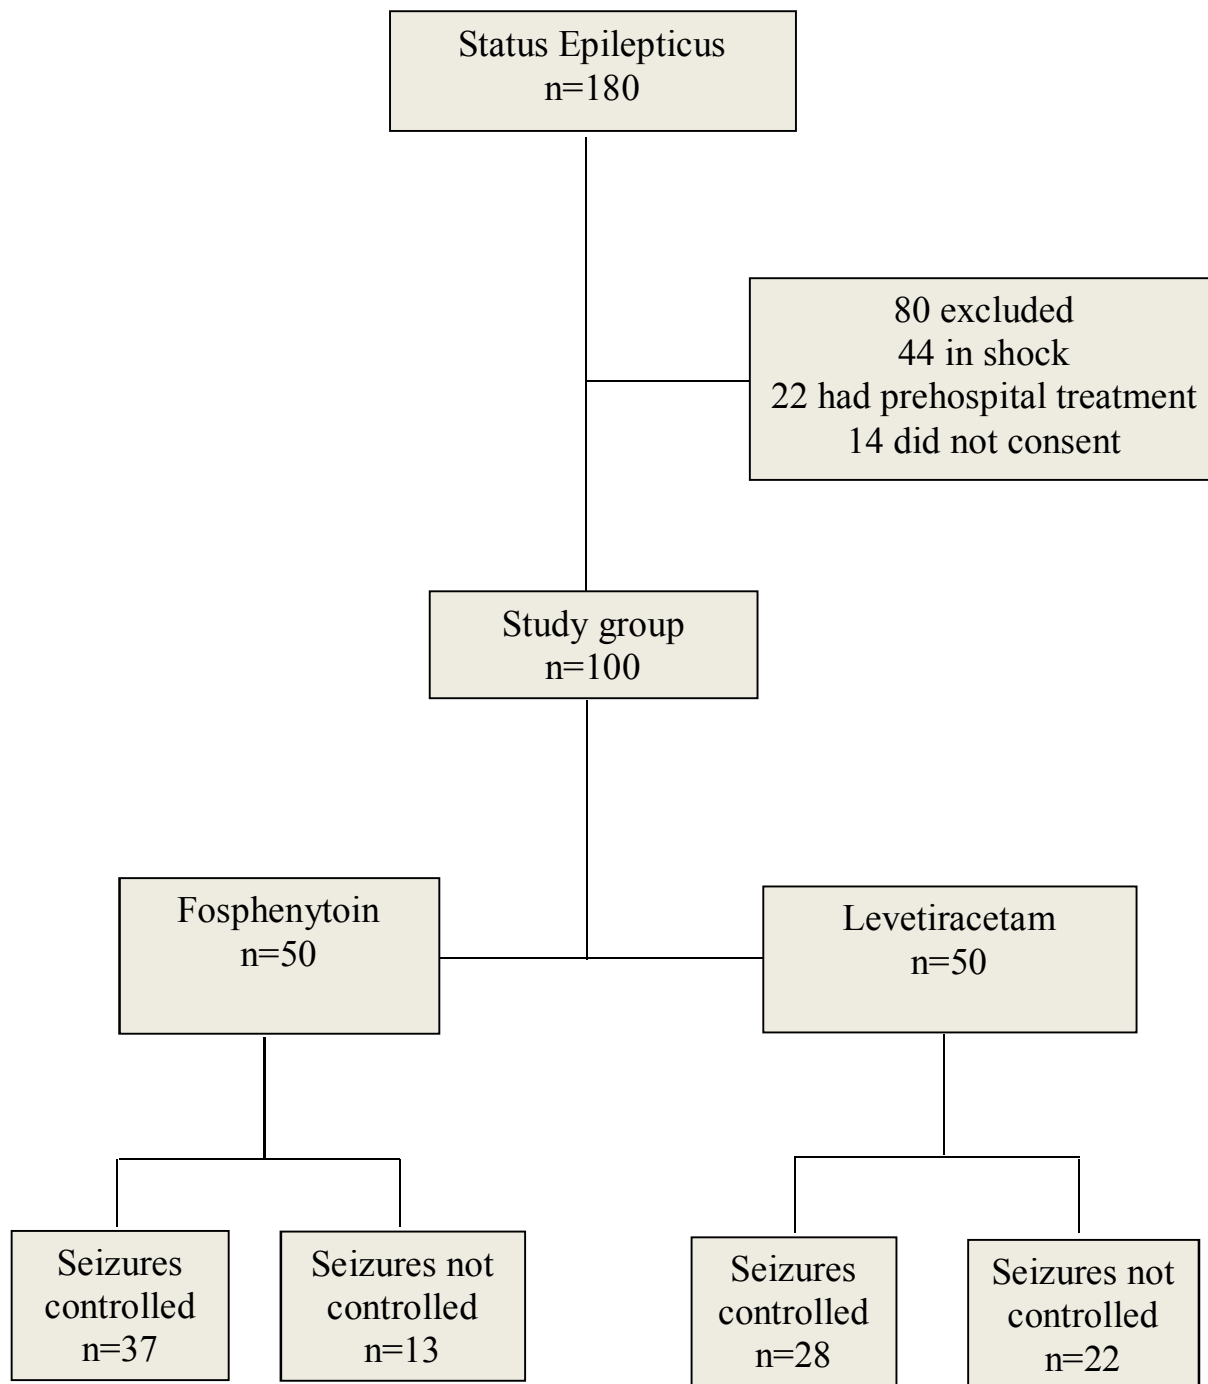 Status Epilepticus
n=180
80 excluded
44 in shock
22 had prehospital treatment
14 did not consent
Study group
n=100
Fosphenytoin
n=50
Levetiracetam
n=50
Seizures
controlled
n=37
Seizures not
controlled
n=13
Seizures
controlled
n=28
Seizures not
controlled
n=22